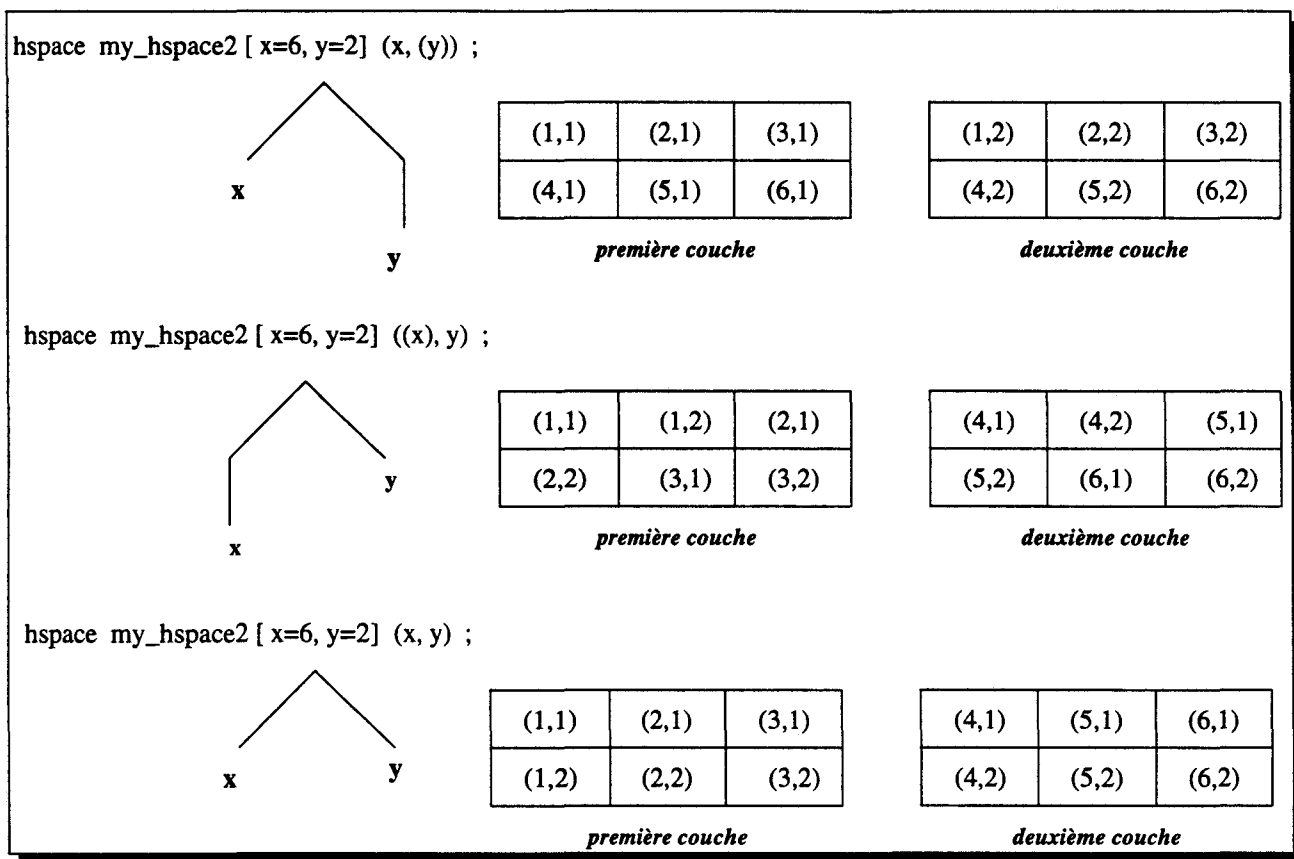 hspace my_hspace2 [ x=6, y=2] (x, (y)) ;
x
y
(1,1) (2,1) (3,1)
(4,1) (5,1) (6,1)
première couche
(1,2) (2,2) (3,2)
(4,2) (5,2) (6,2)
deuxième couche
hspace my_hspace2 [ x=6, y=2] ((x), y) ;
y
x
(1,1) (1,2) (2,1)
(2,2) (3,1) (3,2)
première couche
(4,1) (4,2) (5,1)
(5,2) (6,1) (6,2)
deuxième couche
hspace my_hspace2 [ x=6, y=2] (x, y) ;
x y
(1,1) (2,1) (3,1)
(1,2) (2,2) (3,2)
première couche
(4,1) (5,1) (6,1)
(4,2) (5,2) (6,2)
deuxième couche